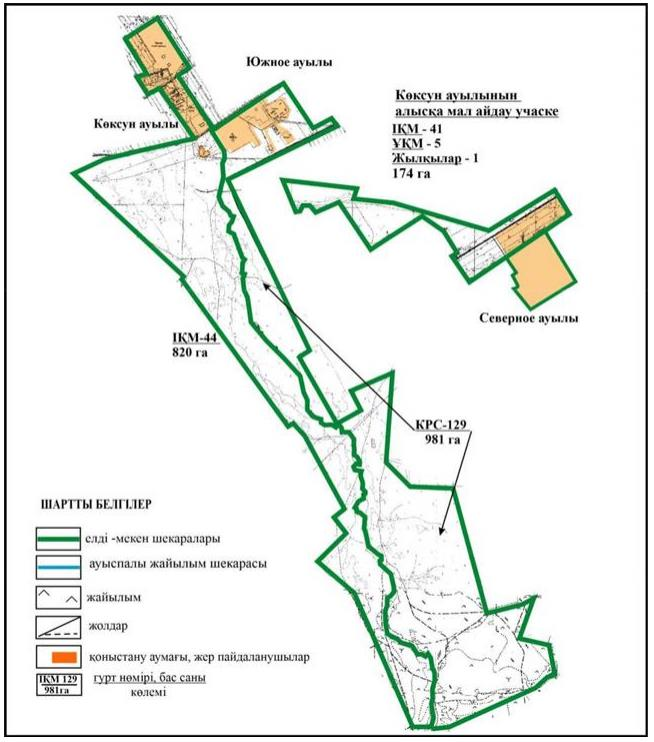 Южное ауылы
Көксун ауылы
Көксун ауылынын
алысқа мал айдау учаске
ІҚМ - 41
ҰҚМ - 5
Жылқылар - 1
174 га
Северное ауылы
ІҚМ-44
820 га
КРС-129
981 га
ШАРТТЫ БЕЛГІЛЕР
елді -мекен шекаралары
ауыспалы жайылым шекарасы
жайылым
жолдар
қоныстану аумағы, жер пайдаланушылар
ІҚМ 129
981га
гурт нөмірі, бас саны
көлемі